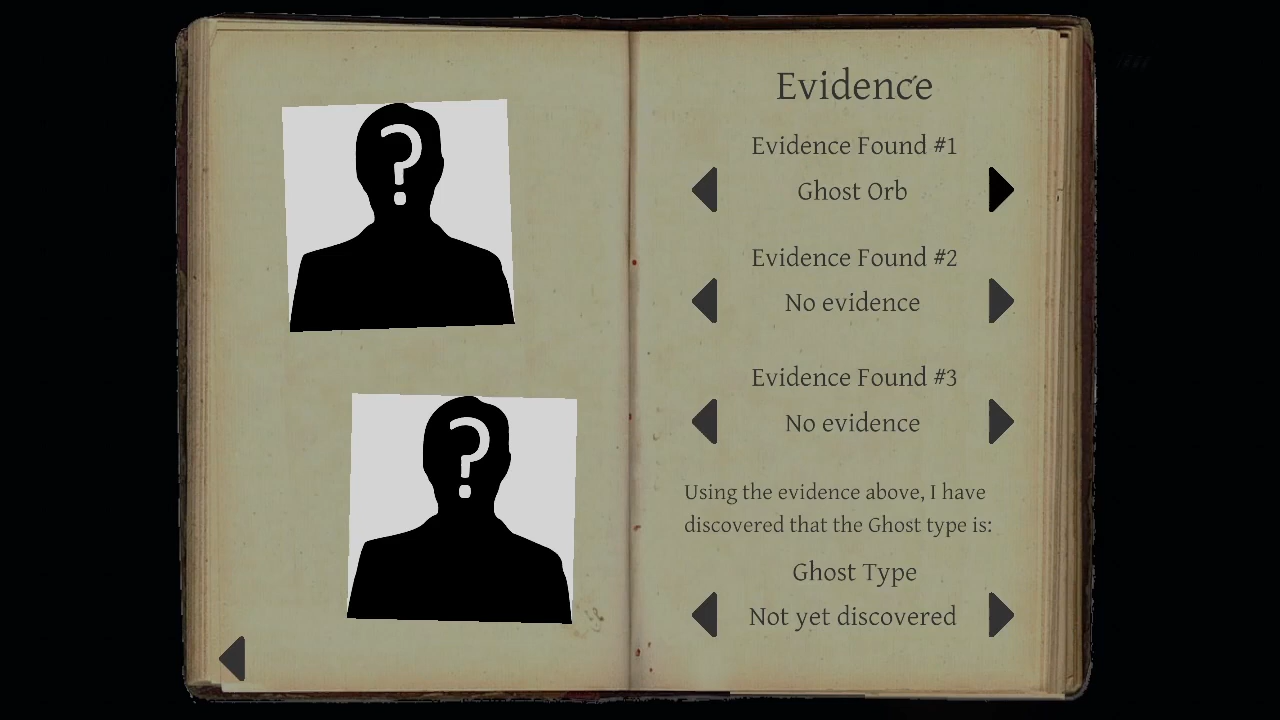 ?
?
Evidence
Evidence Found #1
Ghost Orb
Evidence Found #2
No evidence
Evidence Found #3
No evidence
Using the evidence above, I have
discovered that the Ghost type is:
Ghost Type
Not yet discovered